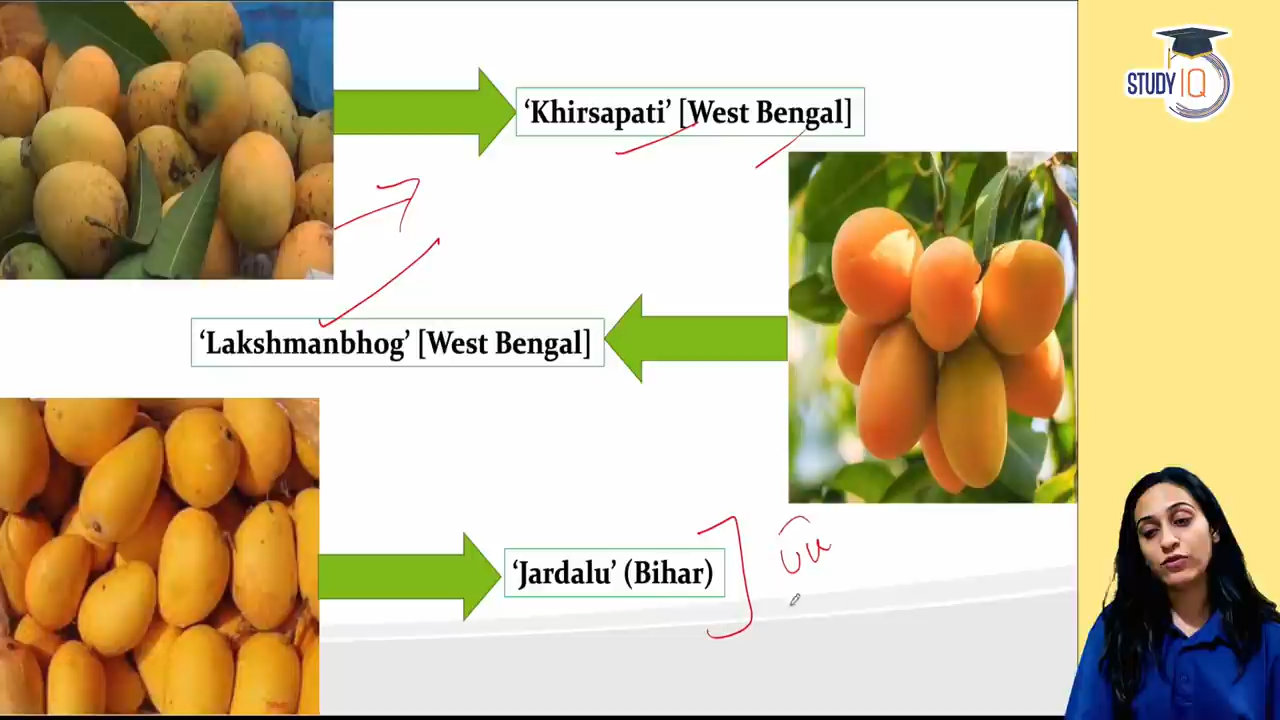 ‘Khirsapati’ [West Bengal]
STUDY IQ
‘Lakshmanbhog’ [West Bengal]
‘Jardalu’ (Bihar)